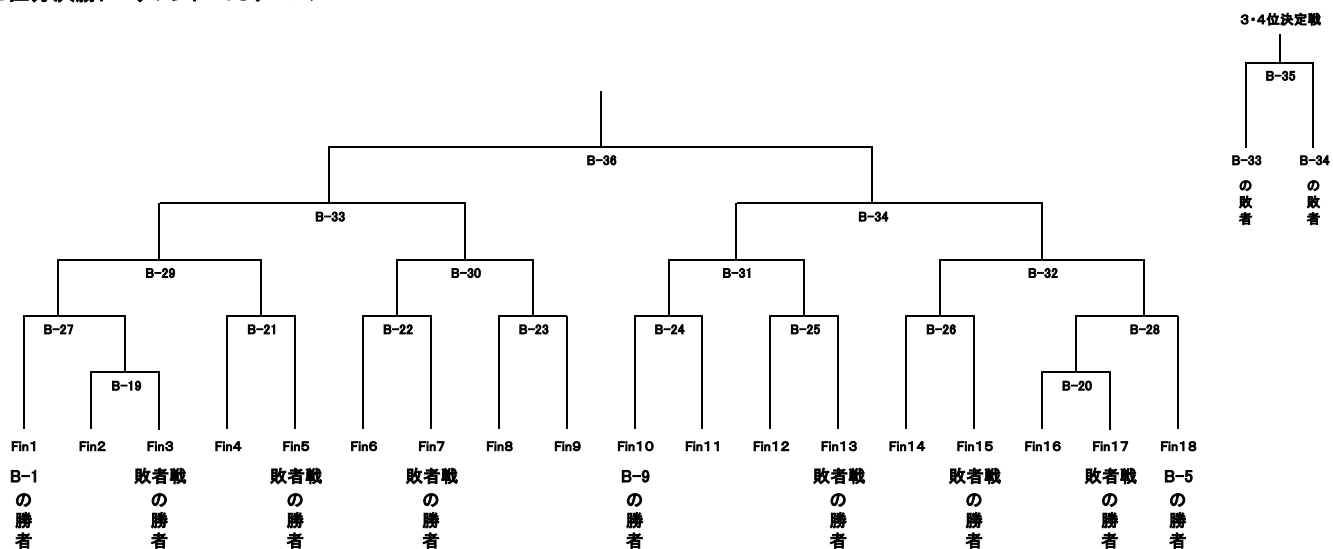 3・4位決定戦
B-35
B-33
の敗者
B-34
の敗者
B-36
B-33
B-34
B-29
B-30
B-31
B-32
B-27
B-21
B-22
B-23
B-24
B-25
B-26
B-28
B-19
B-20
Fin1 Fin2 Fin3 Fin4 Fin5 Fin6 Fin7 Fin8 Fin9 Fin10 Fin11 Fin12 Fin13 Fin14 Fin15 Fin16 Fin17 Fin18
B-1
の勝者
敗者戦
の勝者
敗者戦
の勝者
敗者戦
の勝者
B-9
の勝者
敗者戦
の勝者
敗者戦
の勝者
敗者戦
の勝者
B-5
の勝者